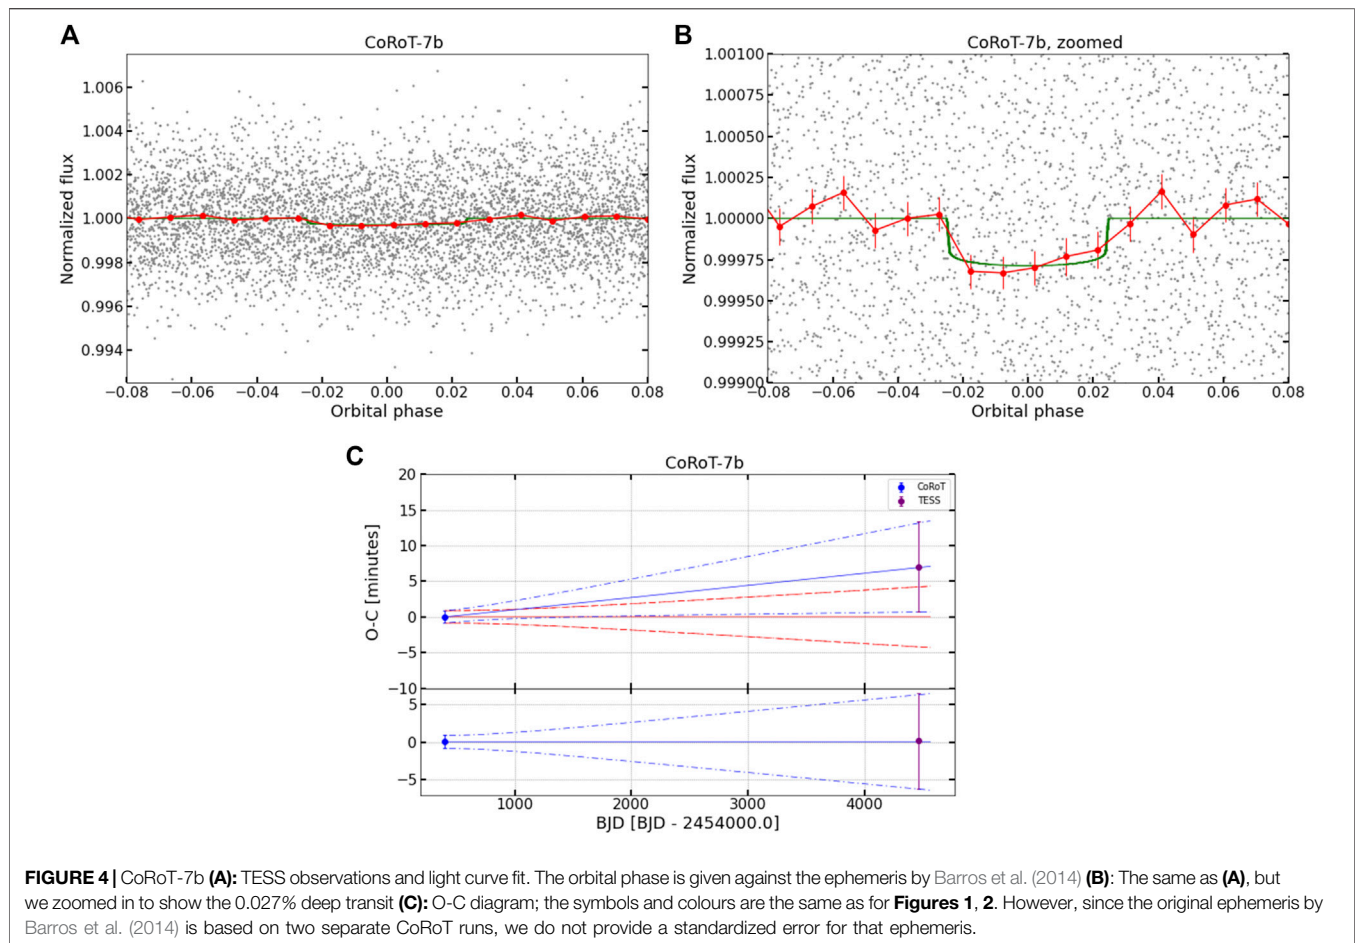 A
CoRoT-7b
1.006
1.004
1.002
1.000
0.998
0.996
0.994
Normalized flux
−0.08 −0.06 −0.04 −0.02 0.00 0.02 0.04 0.06 0.08
Orbital phase
B
CoRoT-7b, zoomed
1.00100
1.00075
1.00050
1.00025
1.00000
0.99975
0.99950
0.99925
0.99900
Normalized flux
−0.08 −0.06 −0.04 −0.02 0.00 0.02 0.04 0.06 0.08
Orbital phase
C
CoRoT-7b
CoRoT
TESS
20
15
10
5
0
−5
−10
O-C [minutes]
5
0
−5
1000 2000 3000 4000
BJD [BJD - 2454000.0]
FIGURE 4 | CoRoT-7b (A): TESS observations and light curve fit. The orbital phase is given against the ephemeris by Barros et al. (2014) (B): The same as (A), but
we zoomed in to show the 0.027% deep transit (C): O-C diagram; the symbols and colours are the same as for Figures 1, 2. However, since the original ephemeris by
Barros et al. (2014) is based on two separate CoRoT runs, we do not provide a standardized error for that ephemeris.